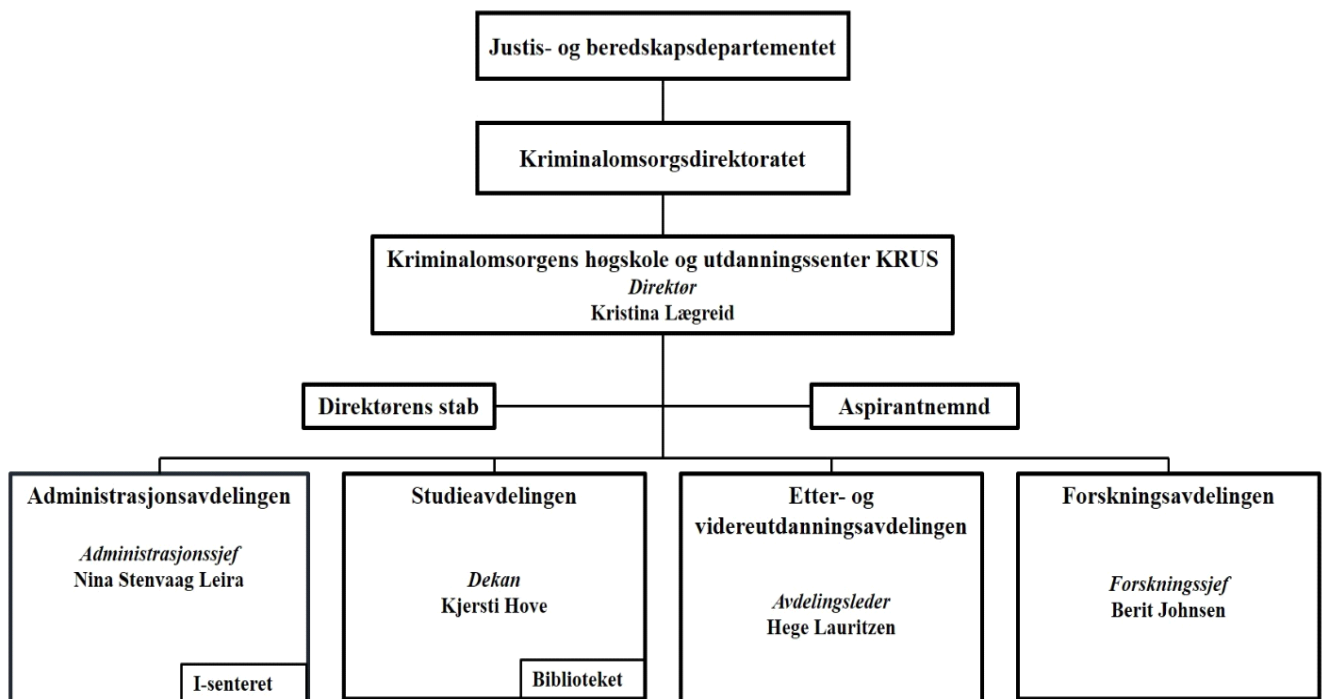 Justis- og beredskapsdepartementet
Kriminalomsorgsdirektoratet
Kriminalomsorgens høgskole og utdanningssenter KRUS
Direktør
Kristina Lægreid
Direktørens stab
Aspirantnemnd
Administrasjonsavdelingen
Administrasjonssjef
Nina Stenvaag Leira
I-senteret
Studieavdelingen
Dekan
Kjersti Hove
Biblioteket
Etter- og
videreutdanningsavdelingen
Avdelingsleder
Hege Lauritzen
Forskningsavdelingen
Forskningssjef
Berit Johnsen